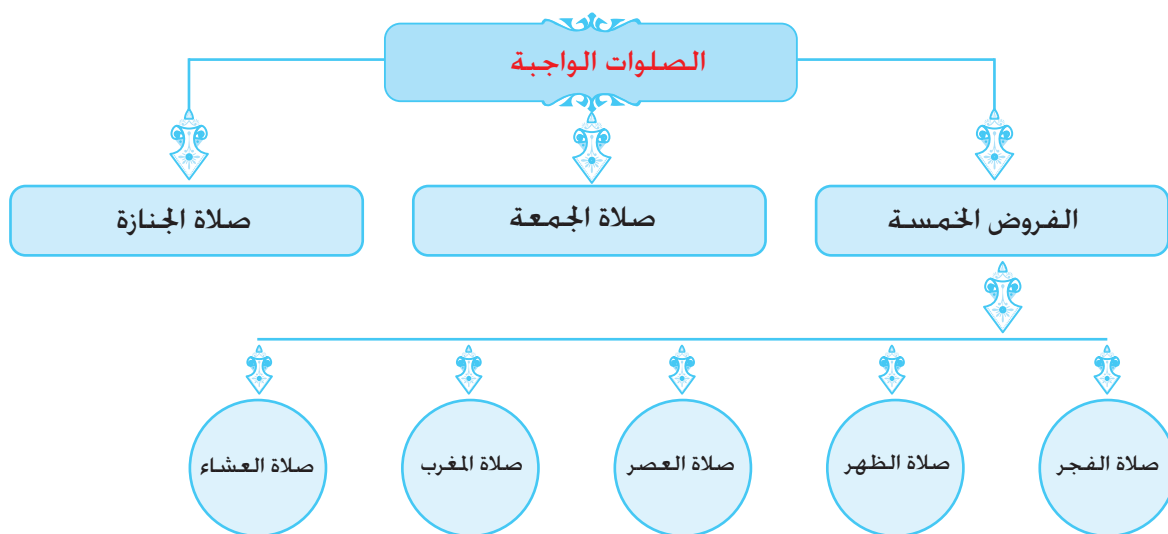 الصلوات الواجبة
الفروض الخمسة
صلاة الجمعة
صلاة الجنازة
صلاة الفجر
صلاة الظهر
صلاة العصر
صلاة المغرب
صلاة العشاء